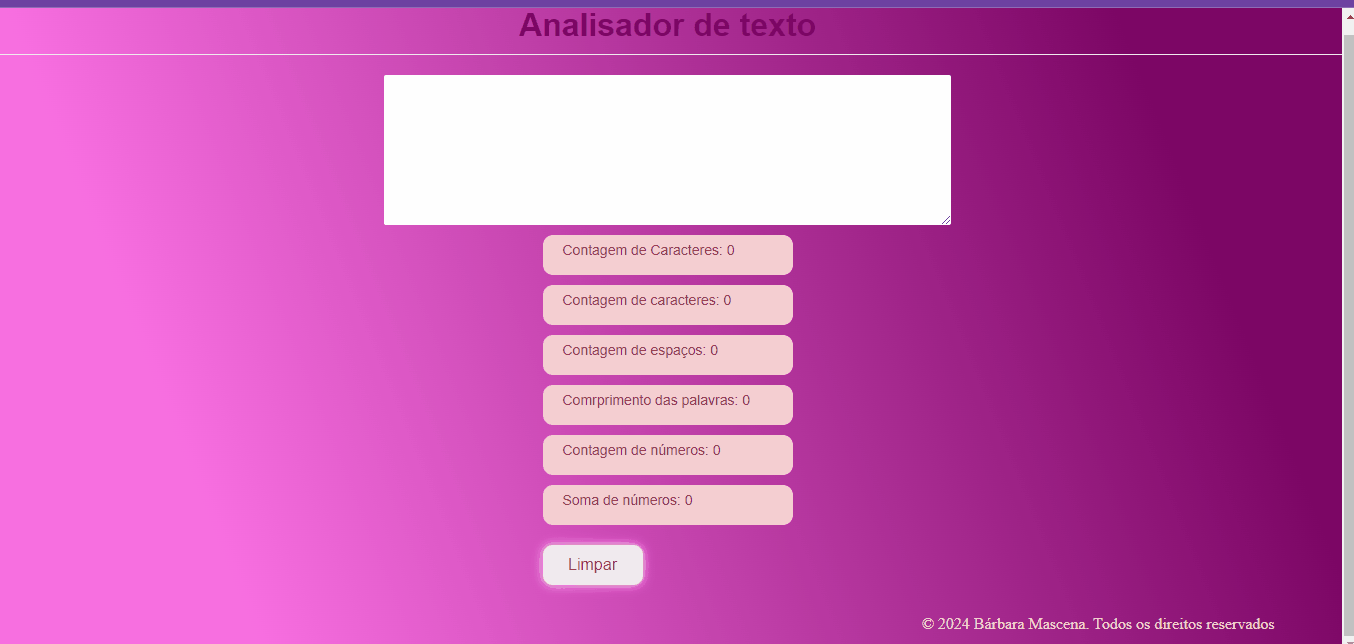 Analisador de texto
Contagem de Caracteres: 0
Contagem de caracteres: 0
Contagem de espaços: 0
Comrprimento das palavras: 0
Contagem de números: 0
Soma de números: 0
Limpar
© 2024 Bárbara Mascena. Todos os direitos reservados